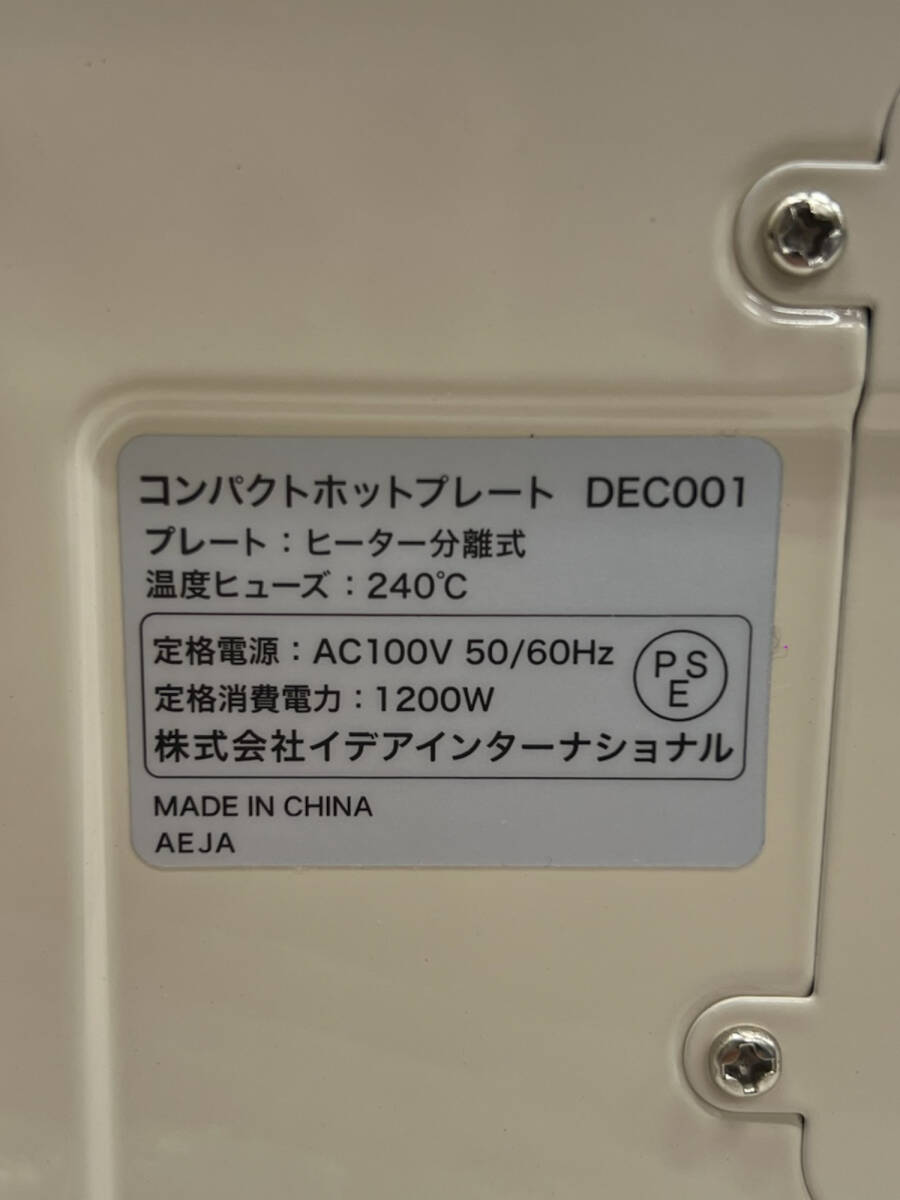 コンパクトホットプレート DEC001
プレート：ヒーター分離式
温度ヒューズ：240℃
定格電源：AC100V 50/60Hz
定格消費電力：1200W
PSE
株式会社イデアインターナショナル
MADE IN CHINA
AEJA